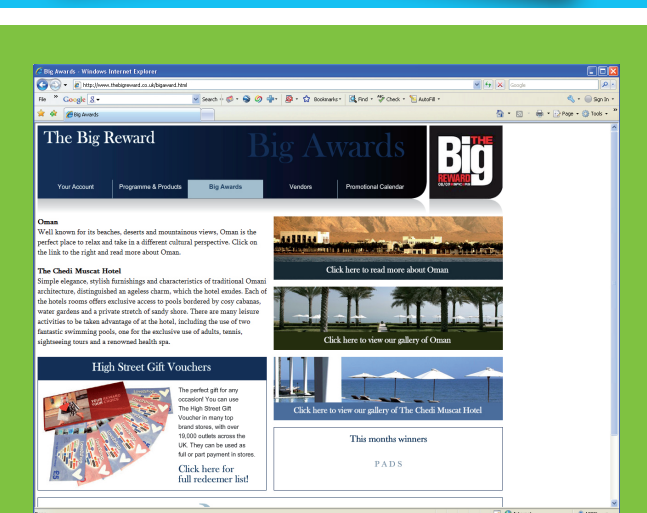 Big Awards - Windows Internet Explorer
http://www.thebigreward.co.uk/bigaward.html
Google
File
Google
Search
Bookmarks
Find
Check
AutoFill
Sign In
Big Awards
Page
Tools
The Big Reward
Big Awards
THE
Big
REWARD
Your Account
Programme & Products
Big Awards
Vendors
Promotional Calendar
Oman
Well known for its beaches, deserts and mountainous views, Oman is the
perfect place to relax and take in a different cultural perspective. Click on
the link to the right and read more about Oman.
The Chedi Muscat Hotel
Simple elegance, stylish furnishings and characteristics of traditional Omani
architecture, distinguished an ageless charm, which the hotel exudes. Each of
the hotels rooms offers exclusive access to pools bordered by cosy cabanas,
water gardens and a private stretch of sandy shore. There are many leisure
activities to be taken advantage of at the hotel, including the use of two
fantastic swimming pools, one for the exclusive use of adults, tennis,
sightseeing tours and a renowned health spa.
Click here to read more about Oman
Click here to view our gallery of Oman
Click here to view our gallery of The Chedi Muscat Hotel
High Street Gift Vouchers
The perfect gift for any
occasion! You can use
The High Street Gift
Voucher in many top
brand stores, with over
19,000 outlets across the
UK. They can be used as
full or part payment in stores.
Click here for
full redeemer list!
£5
This months winners
PADS